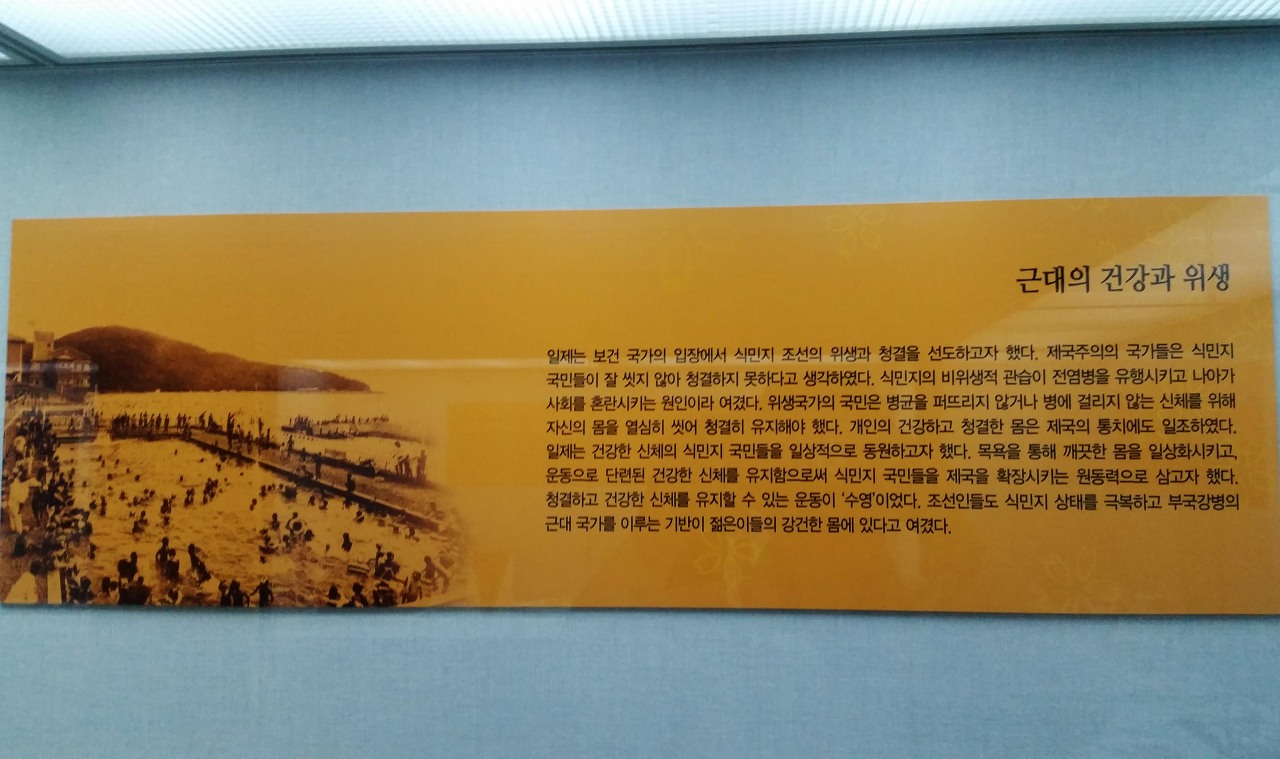 근대의 건강과 위생
일제는 보건 국가의 입장에서 식민지 조선의 위생과 청결을 선도하고자 했다. 제국주의의 국가들은 식민지
국민들이 잘 씻지 않아 청결하지 못하다고 생각하였다. 식민지의 비위생적 관습이 전염병을 유행시키고 나아가
사회를 혼란시키는 원인이라 여겼다. 위생국가의 국민은 병균을 퍼뜨리지 않거나 병에 걸리지 않는 신체를 위해
자신의 몸을 열심히 씻어 청결히 유지해야 했다. 개인의 건강하고 청결한 몸은 제국의 통치에도 일조하였다.
일제는 건강한 신체의 식민지 국민들을 일상적으로 동원하고자 했다. 목욕을 통해 깨끗한 몸을 일상화시키고,
운동으로 단련된 건강한 신체를 유지함으로써 식민지 국민들을 제국을 확장시키는 원동력으로 삼고자 했다.
청결하고 건강한 신체를 유지할 수 있는 운동이 '수영'이었다. 조선인들도 식민지 상태를 극복하고 부국강병의
근대 국가를 이루는 기반이 젊은이들의 강건한 몸에 있다고 여겼다.